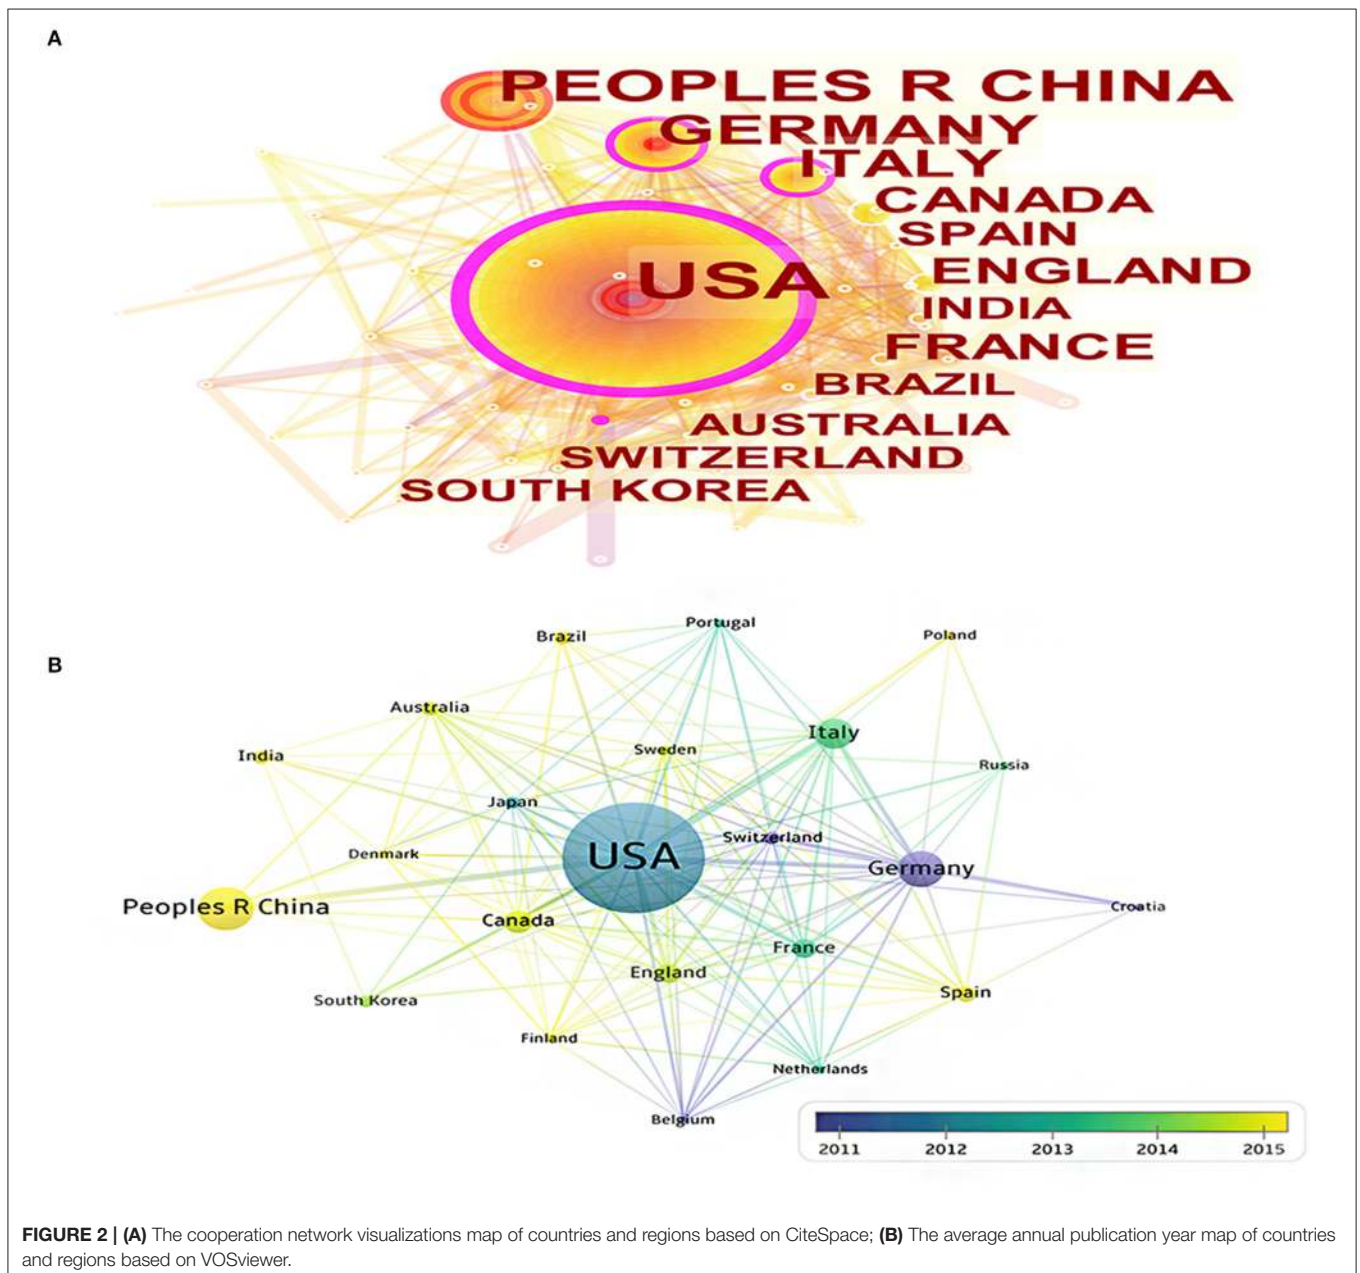 A
PEOPLES R CHINA
GERMANY
ITALY
CANADA
SPAIN
USA
ENGLAND
INDIA
FRANCE
BRAZIL
AUSTRALIA
SWITZERLAND
SOUTH KOREA
B
Portugal
Brazil
Poland
Australia
Italy
India
Sweden
Russia
Japan
Switzerland
USA
Denmark
Germany
Peoples R China
Croatia
Canada
France
England
Spain
South Korea
Finland
Netherlands
Belgium
2011 2012 2013 2014 2015
FIGURE 2 | (A) The cooperation network visualizations map of countries and regions based on CiteSpace; (B) The average annual publication year map of countries
and regions based on VOSviewer.